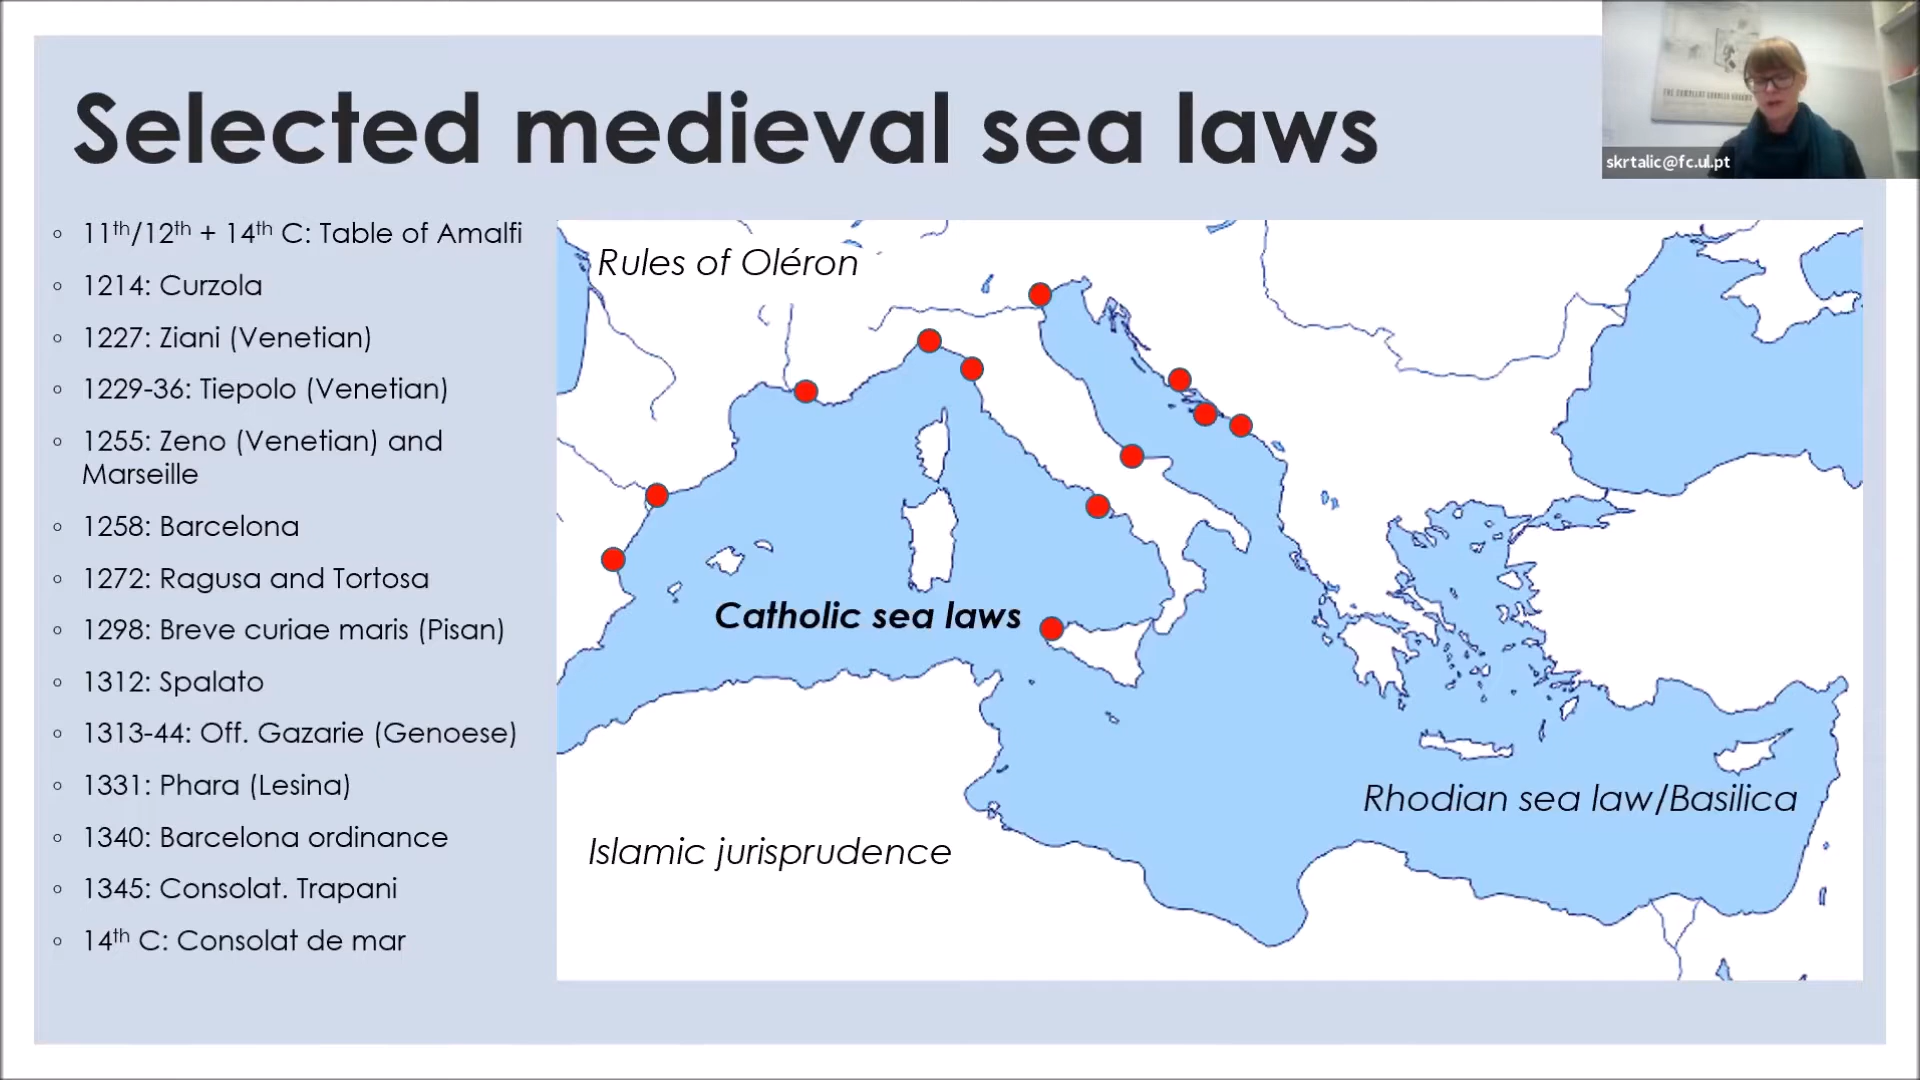 Selected medieval sea laws
skrtalic@fc.ul.pt
11th/12th + 14th C: Table of Amalfi
1214: Curzola
1227: Ziani (Venetian)
1229-36: Tiepolo (Venetian)
1255: Zeno (Venetian) and
Marseille
1258: Barcelona
1272: Ragusa and Tortosa
1298: Breve curiae maris (Pisan)
1312: Spalato
1313-44: Off. Gazarie (Genoese)
1331: Phara (Lesina)
1340: Barcelona ordinance
1345: Consolat. Trapani
14th C: Consolat de mar
Rules of Oléron
Catholic sea laws
Rhodian sea law/Basilica
Islamic jurisprudence